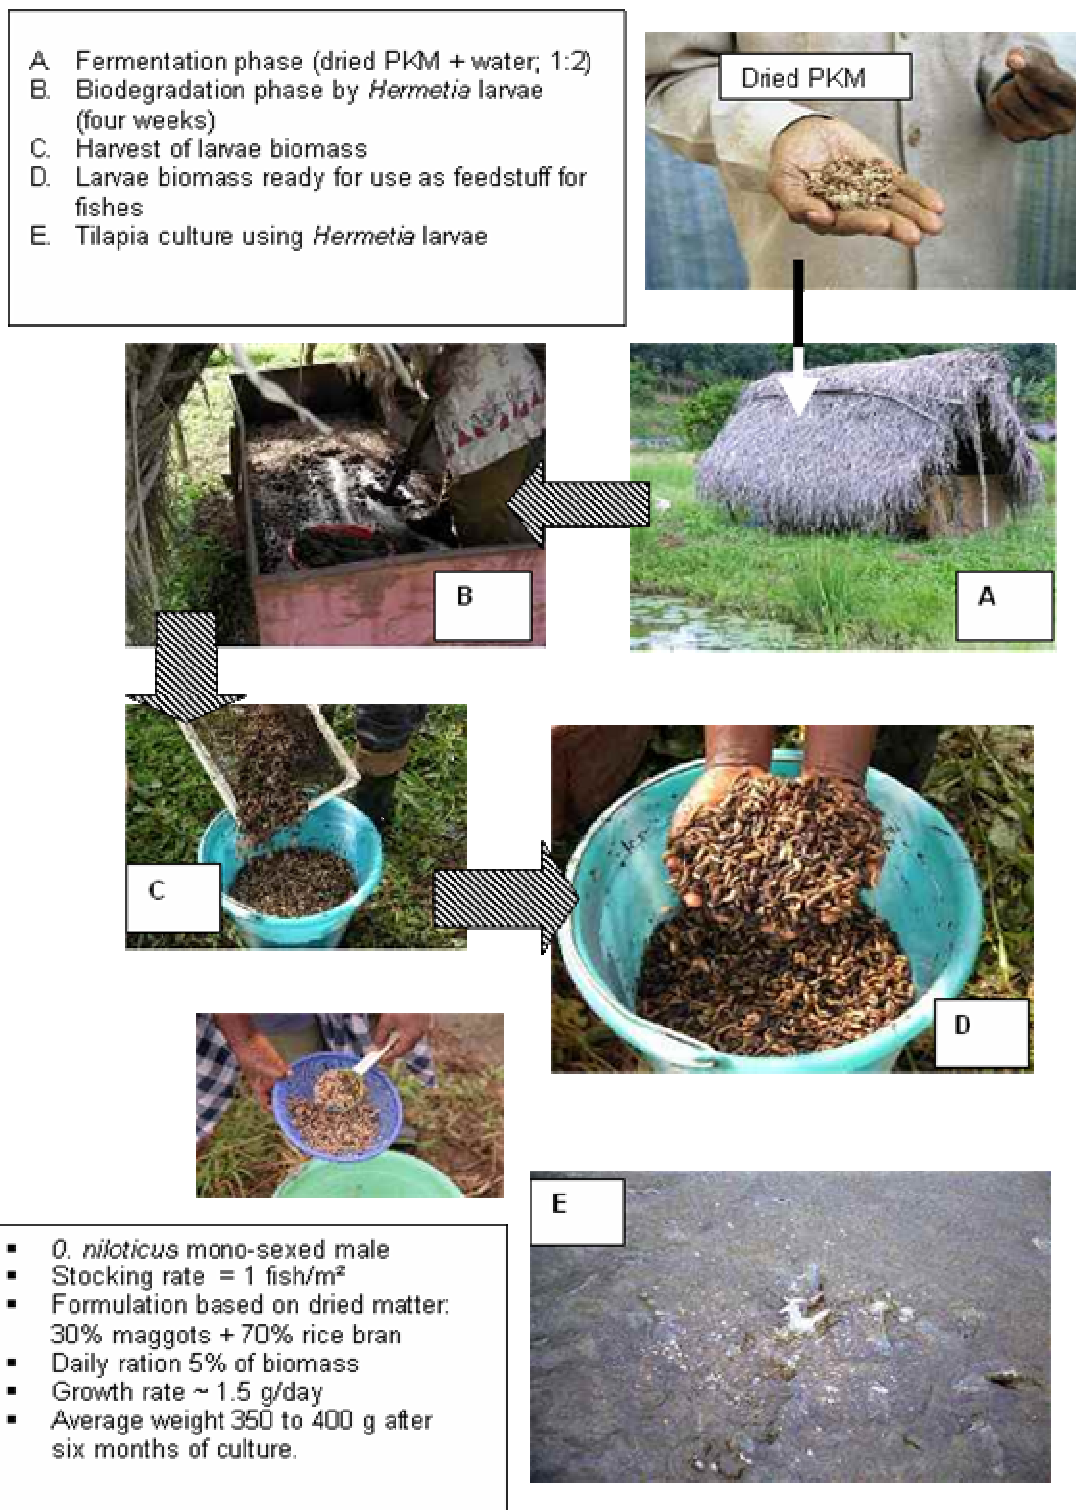 A. Fermentation phase (dried PKM + water; 1:2)
B. Biodegradation phase by Hermetia larvae
(four weeks)
C. Harvest of larvae biomass
D. Larvae biomass ready for use as feedstuff for
fishes
E. Tilapia culture using Hermetia larvae
Dried PKM
B
A
C
D
E
▪ O. niloticus mono-sexed male
▪ Stocking rate = 1 fish/m²
▪ Formulation based on dried matter:
30% maggots + 70% rice bran
▪ Daily ration 5% of biomass
▪ Growth rate ~ 1.5 g/day
▪ Average weight 350 to 400 g after
six months of culture.